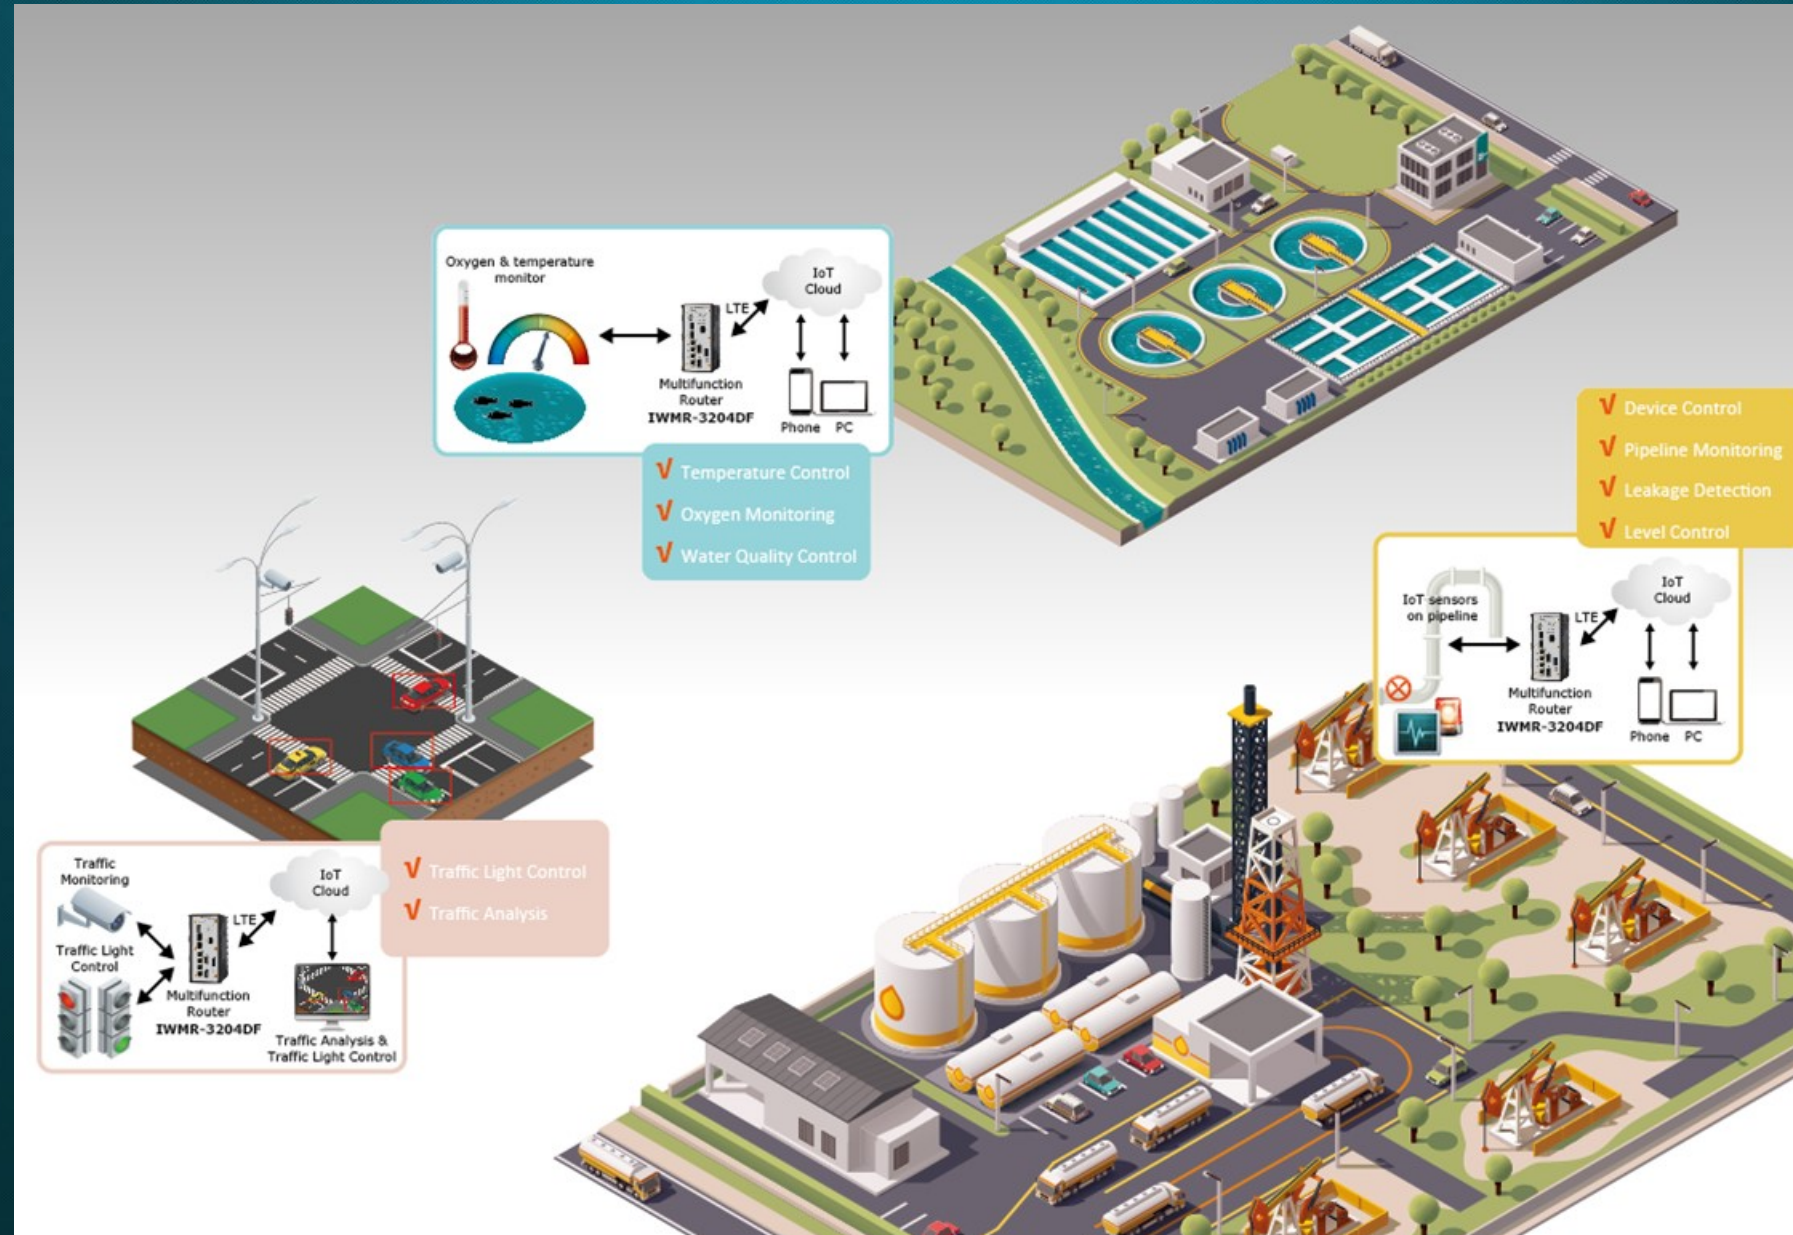 Oxygen & temperature
monitor
LTE
IoT
Cloud
Multifunction
Router
IWMR-3204DF
Phone
PC
√ Temperature Control
√ Oxygen Monitoring
√ Water Quality Control
√ Device Control
√ Pipeline Monitoring
√ Leakage Detection
√ Level Control
IoT sensors
on pipeline
LTE
IoT
Cloud
Multifunction
Router
IWMR-3204DF
Phone
PC
Traffic
Monitoring
Traffic Light
Control
LTE
IoT
Cloud
Multifunction
Router
IWMR-3204DF
Traffic Analysis &
Traffic Light Control
√ Traffic Light Control
√ Traffic Analysis